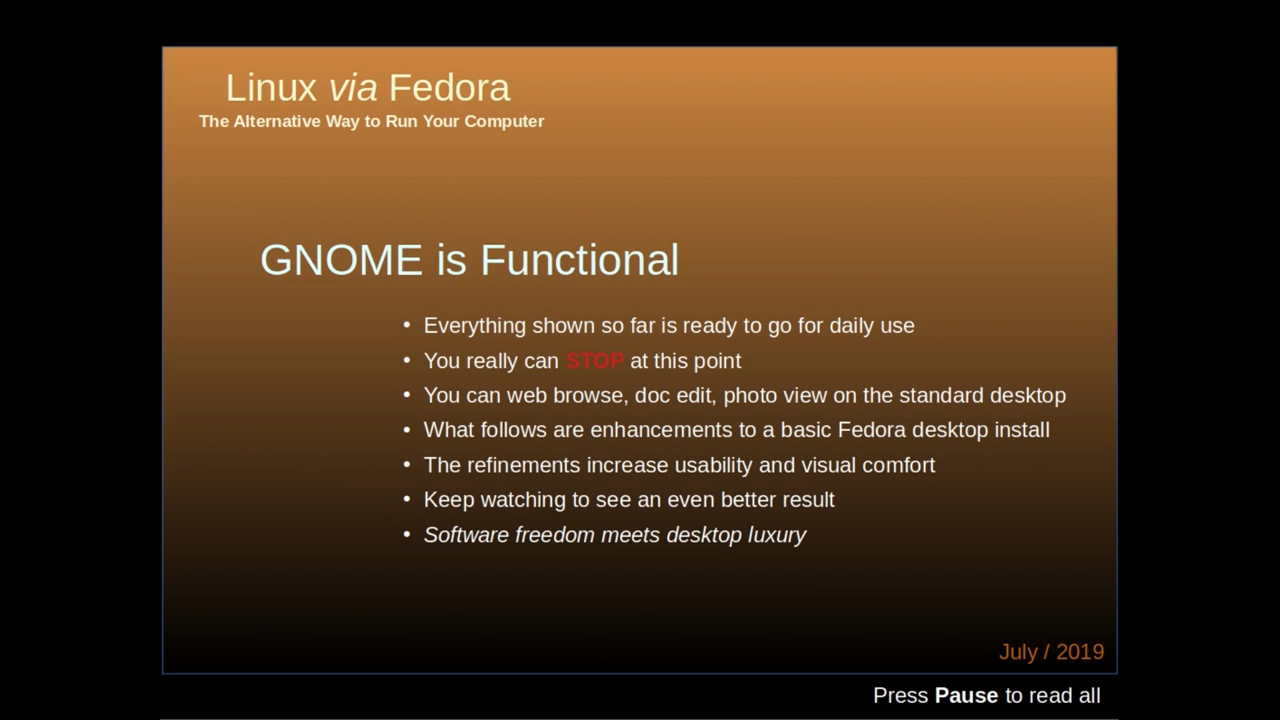 Linux via Fedora
The Alternative Way to Run Your Computer
GNOME is Functional
• Everything shown so far is ready to go for daily use
• You really can STOP at this point
• You can web browse, doc edit, photo view on the standard desktop
• What follows are enhancements to a basic Fedora desktop install
• The refinements increase usability and visual comfort
• Keep watching to see an even better result
• Software freedom meets desktop luxury
July / 2019
Press Pause to read all